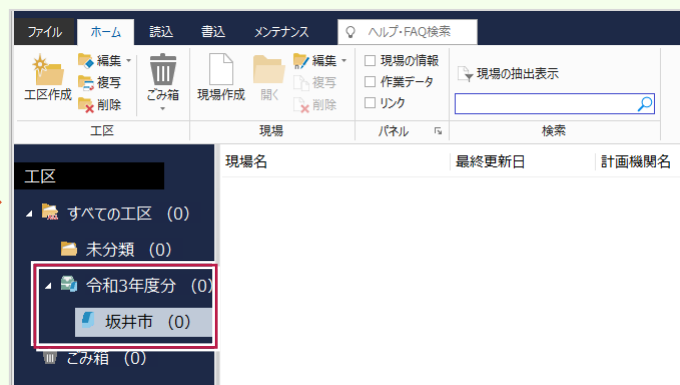 ファイル ホーム 読込 書込 メンテナンス ヘルプ・FAQ検索
工区作成 編集 複写 削除 ごみ箱 現場作成 開く 編集 複写 削除 現場の情報 作業データ リンク 現場の抽出表示
工区 現場 パネル 検索
工区 現場名 最終更新日 計画機関名
すべての工区 (0)
未分類 (0)
令和3年度分 (0)
坂井市 (0)
ごみ箱 (0)